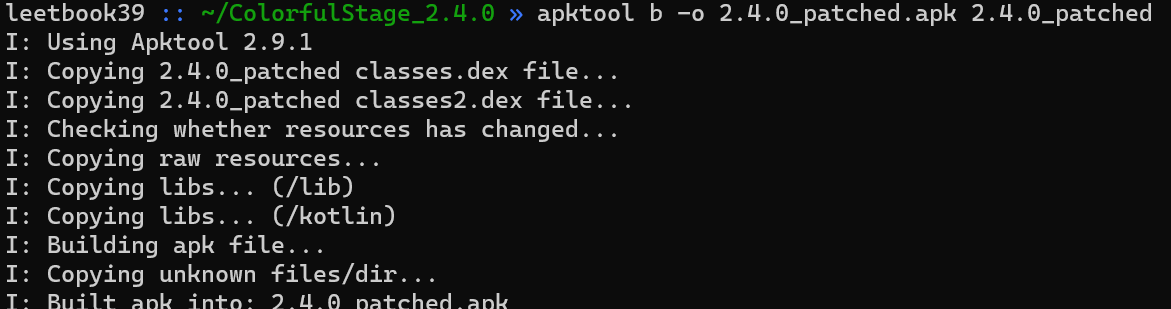 leetbook39 :: ~/ColorfulStage_2.4.0 » apktool b -o 2.4.0_patched.apk 2.4.0_patched
I: Using Apktool 2.9.1
I: Copying 2.4.0_patched classes.dex file...
I: Copying 2.4.0_patched classes2.dex file...
I: Checking whether resources has changed...
I: Copying raw resources...
I: Copying libs... (/lib)
I: Copying libs... (/kotlin)
I: Building apk file...
I: Copying unknown files/dir...
I: Built apk into: 2.4.0_patched.apk